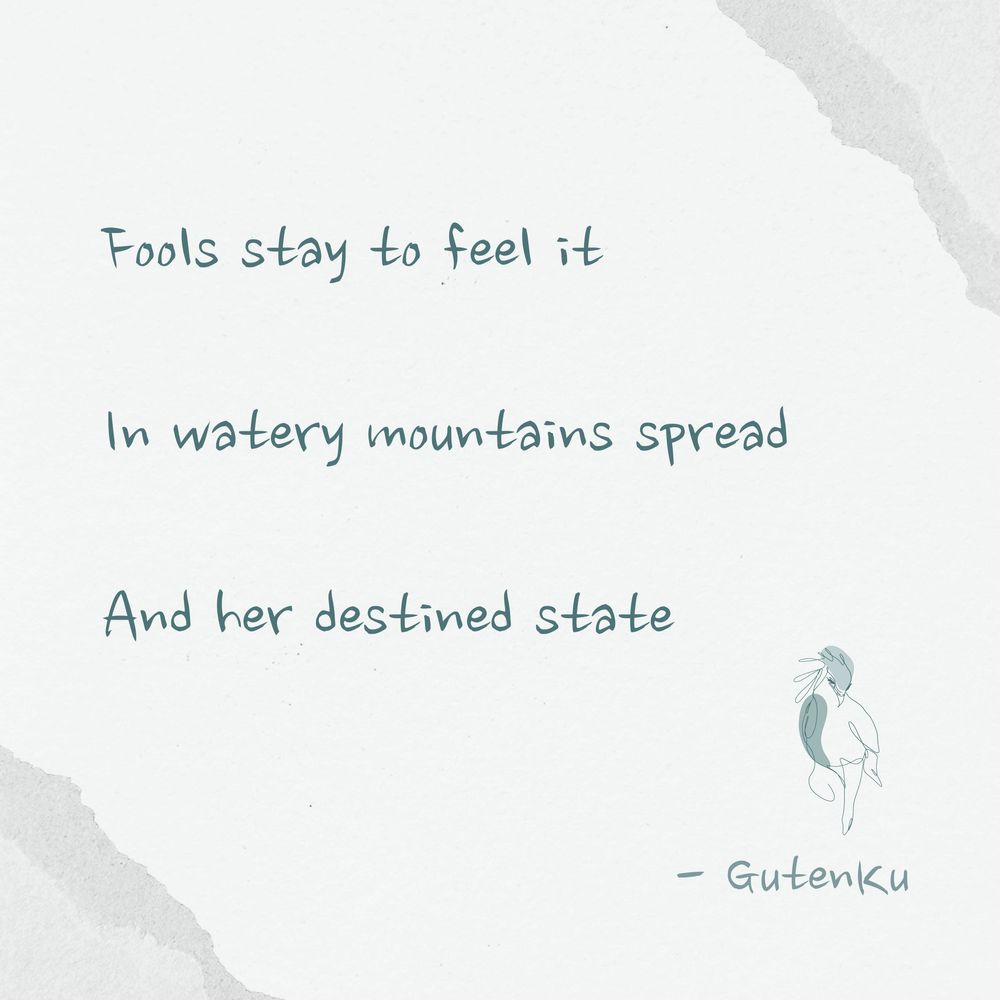 Fools stay to feel it
In watery mountains spread
And her destined state
- GutenKu